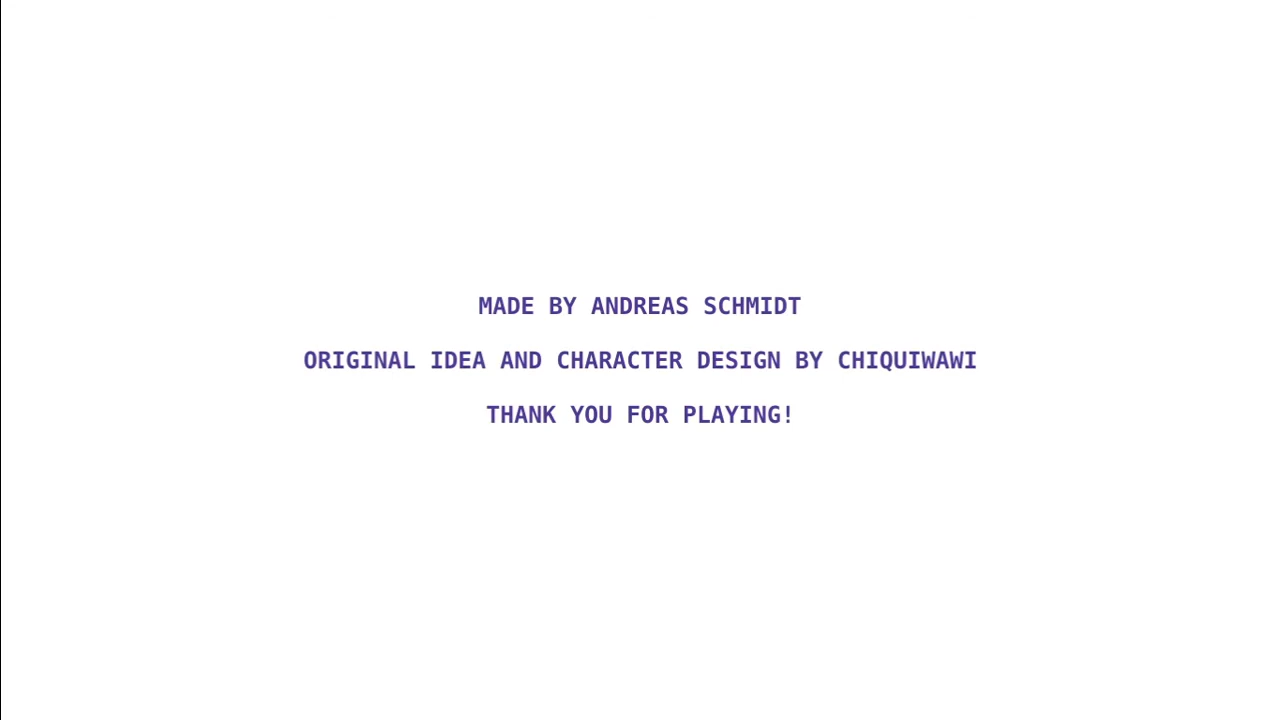 MADE BY ANDREAS SCHMIDT
ORIGINAL IDEA AND CHARACTER DESIGN BY CHIQUIWAWI
THANK YOU FOR PLAYING!